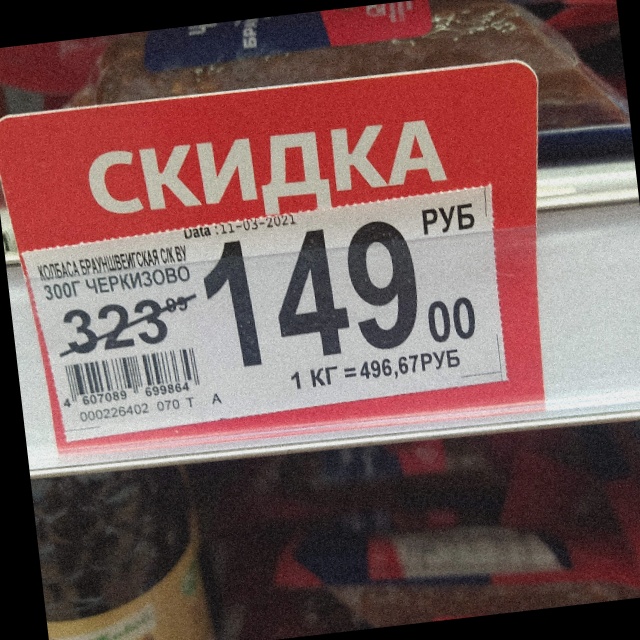 СКИДКА
Data :11-03-2021
КОЛБАСА БРАУНШВЕЙГСКАЯ С/К ВУ
300Г ЧЕРКИЗОВО
323
149 00 РУБ
1 КГ =496,67РУБ
4 607089 699864
000226402 070 Т А